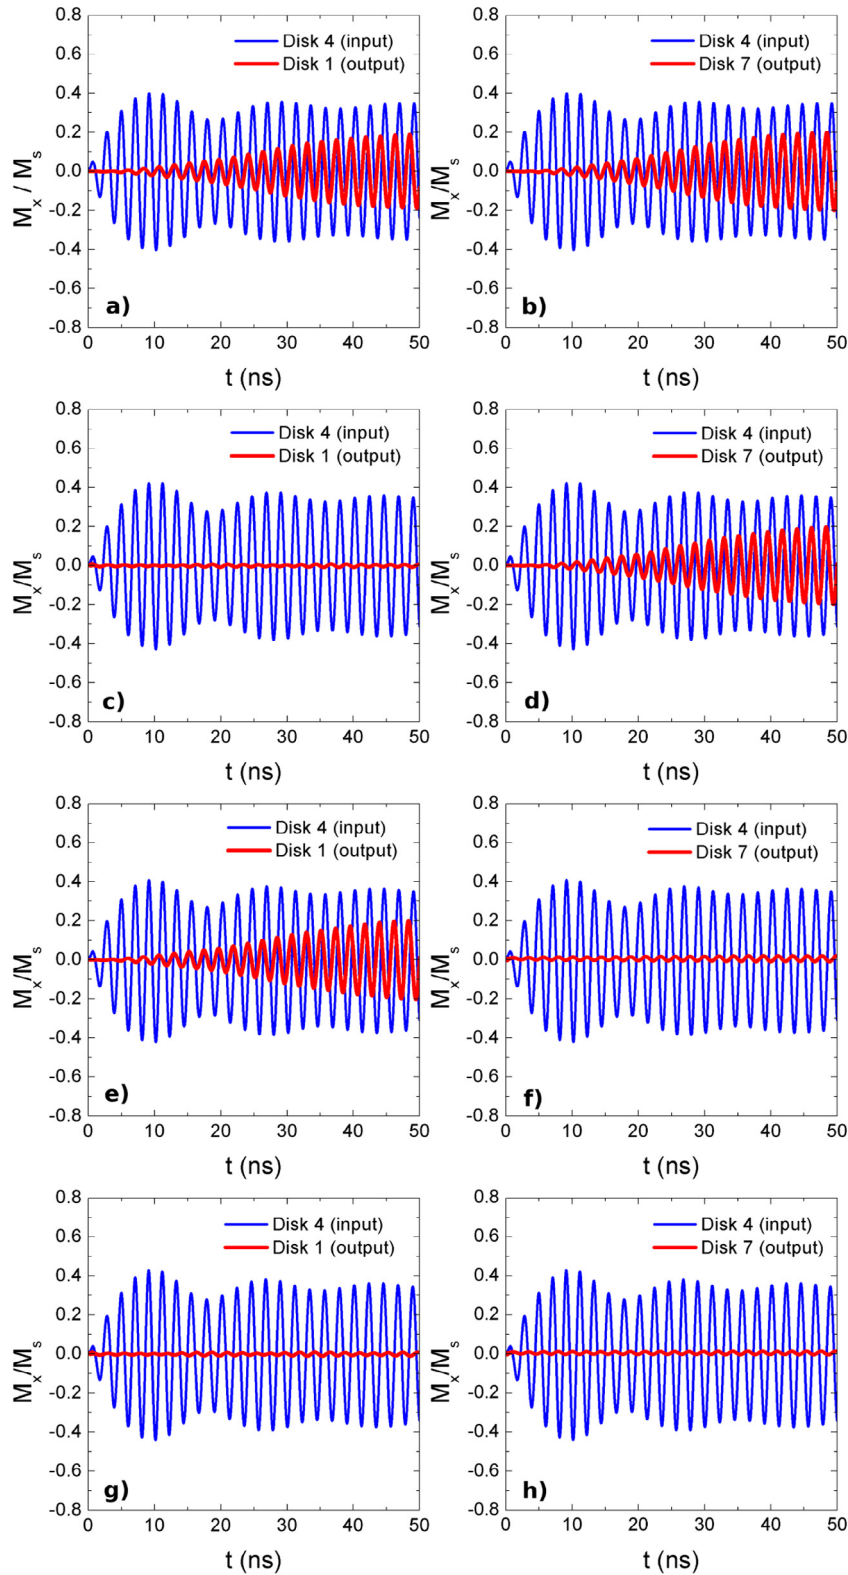 0.8
Disk 4 (input)
Disk 1 (output)
0.6
0.4
0.2
0.0
-0.2
-0.4
-0.6
-0.8
M_x / M_s
a)
0 10 20 30 40 50
t (ns)
0.8
Disk 4 (input)
Disk 7 (output)
0.6
0.4
0.2
0.0
-0.2
-0.4
-0.6
-0.8
M_x/M_s
b)
0 10 20 30 40 50
t (ns)
0.8
Disk 4 (input)
Disk 1 (output)
0.6
0.4
0.2
0.0
-0.2
-0.4
-0.6
-0.8
M_x/M_s
c)
0 10 20 30 40 50
t (ns)
0.8
Disk 4 (input)
Disk 7 (output)
0.6
0.4
0.2
0.0
-0.2
-0.4
-0.6
-0.8
M_x/M_s
d)
0 10 20 30 40 50
t (ns)
0.8
Disk 4 (input)
Disk 1 (output)
0.6
0.4
0.2
0.0
-0.2
-0.4
-0.6
-0.8
M_x/M_s
e)
0 10 20 30 40 50
t (ns)
0.8
Disk 4 (input)
Disk 7 (output)
0.6
0.4
0.2
0.0
-0.2
-0.4
-0.6
-0.8
M_x/M_s
f)
0 10 20 30 40 50
t (ns)
0.8
Disk 4 (input)
Disk 1 (output)
0.6
0.4
0.2
0.0
-0.2
-0.4
-0.6
-0.8
M_x/M_s
g)
0 10 20 30 40 50
t (ns)
0.8
Disk 4 (input)
Disk 7 (output)
0.6
0.4
0.2
0.0
-0.2
-0.4
-0.6
-0.8
M_x/M_s
h)
0 10 20 30 40 50
t (ns)